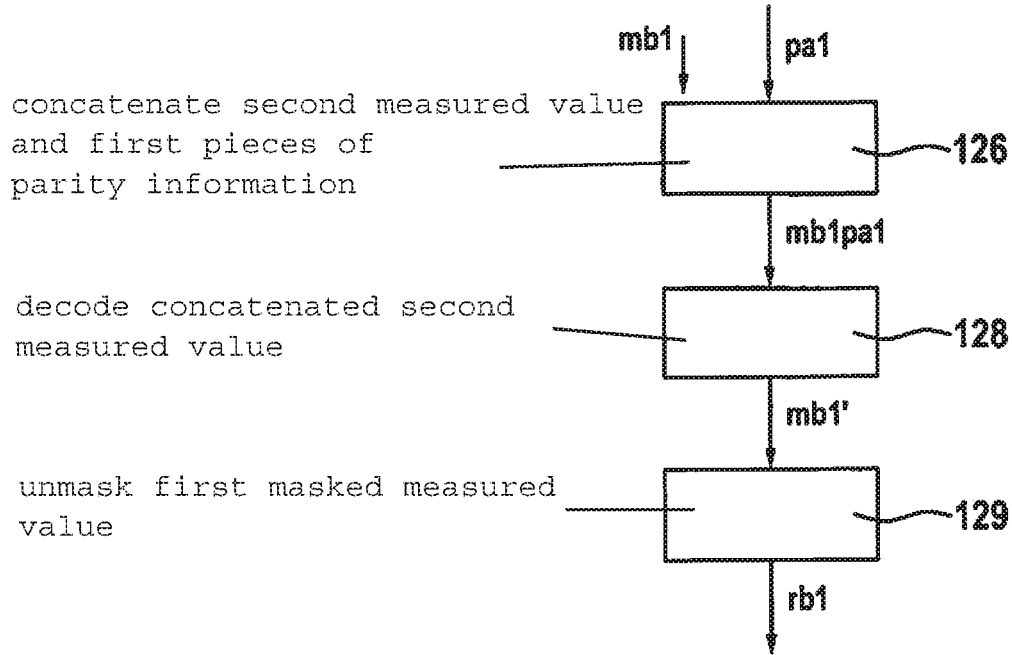 mb1
pa1
concatenate second measured value
and first pieces of
parity information
126
mb1pa1
decode concatenated second
measured value
128
mb1'
unmask first masked measured
value
129
rb1